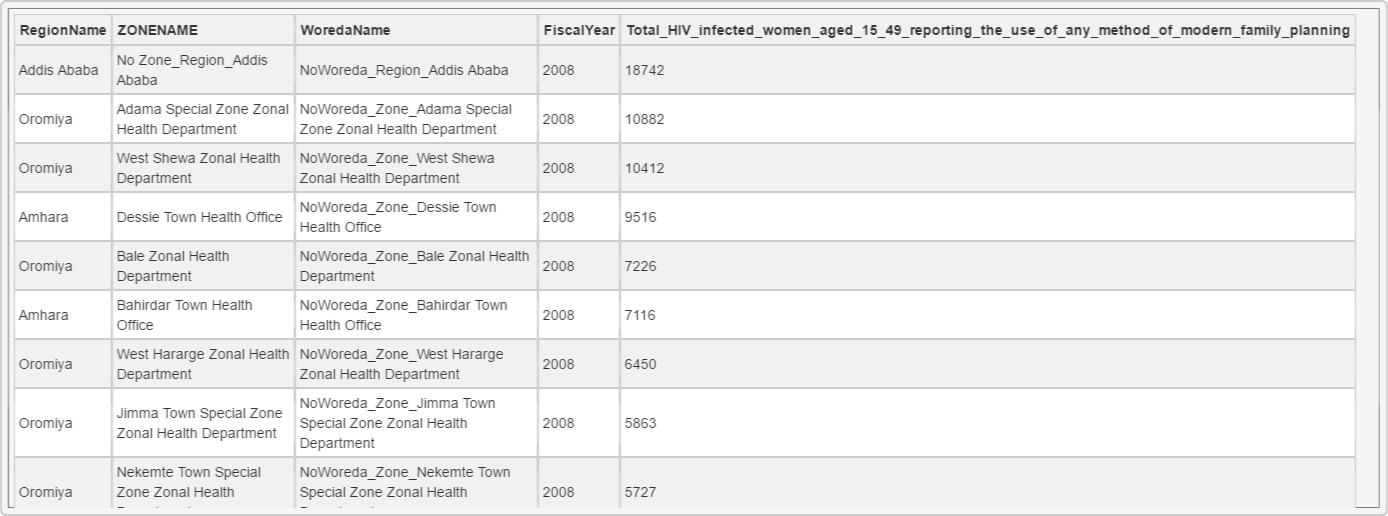 RegionName ZONENAME WoredaName FiscalYear Total_HIV_infected_women_aged_15_49_reporting_the_use_of_any_method_of_modern_family_planning
Addis Ababa No Zone_Region_Addis Ababa NoWoreda_Region_Addis Ababa 2008 18742
Oromiya Adama Special Zone Zonal Health Department NoWoreda_Zone_Adama Special Zone Zonal Health Department 2008 10882
Oromiya West Shewa Zonal Health Department NoWoreda_Zone_West Shewa Zonal Health Department 2008 10412
Amhara Dessie Town Health Office NoWoreda_Zone_Dessie Town Health Office 2008 9516
Oromiya Bale Zonal Health Department NoWoreda_Zone_Bale Zonal Health Department 2008 7226
Amhara Bahirdar Town Health Office NoWoreda_Zone_Bahirdar Town Health Office 2008 7116
Oromiya West Hararge Zonal Health Department NoWoreda_Zone_West Hararge Zonal Health Department 2008 6450
Oromiya Jimma Town Special Zone Zonal Health Department NoWoreda_Zone_Jimma Town Special Zone Zonal Health Department 2008 5863
Oromiya Nekemte Town Special Zone Zonal Health NoWoreda_Zone_Nekemte Town Special Zone Zonal Health 2008 5727